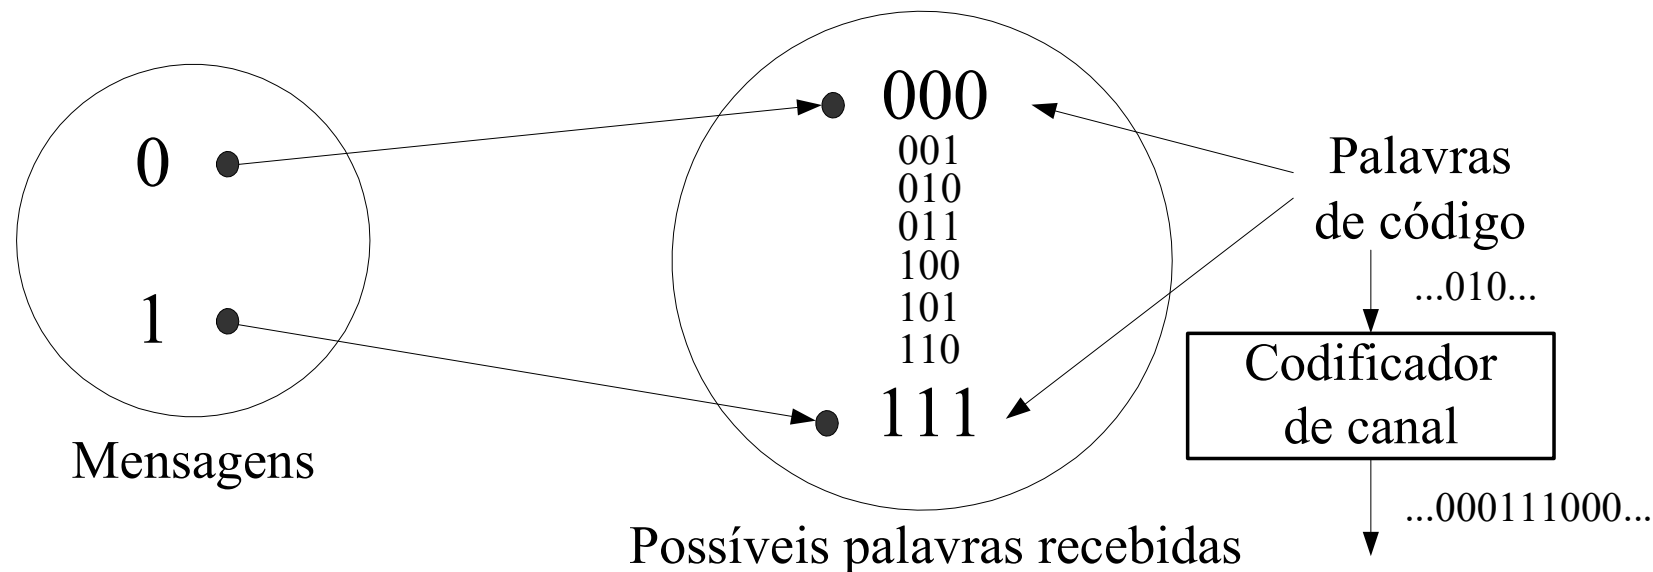 0
1
Mensagens
000
001
010
011
100
101
110
111
Possíveis palavras recebidas
Palavras
de código
...010...
Codificador
de canal
...000111000...